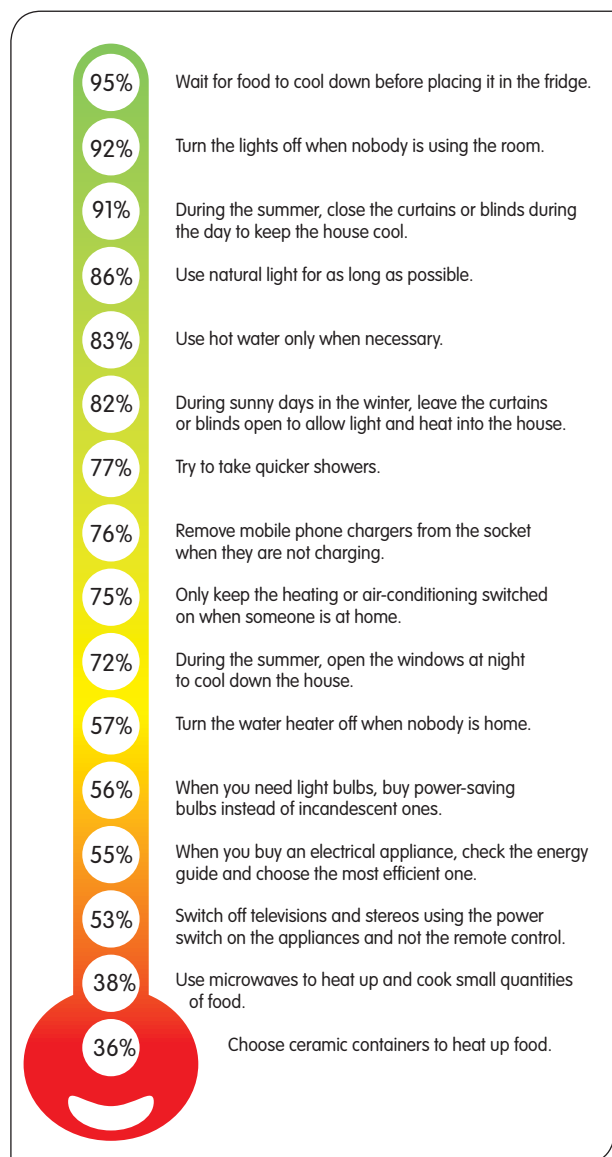 95% Wait for food to cool down before placing it in the fridge.
92% Turn the lights off when nobody is using the room.
91% During the summer, close the curtains or blinds during
the day to keep the house cool.
86% Use natural light for as long as possible.
83% Use hot water only when necessary.
82% During sunny days in the winter, leave the curtains
or blinds open to allow light and heat into the house.
77% Try to take quicker showers.
76% Remove mobile phone chargers from the socket
when they are not charging.
75% Only keep the heating or air-conditioning switched
on when someone is at home.
72% During the summer, open the windows at night
to cool down the house.
57% Turn the water heater off when nobody is home.
56% When you need light bulbs, buy power-saving
bulbs instead of incandescent ones.
55% When you buy an electrical appliance, check the energy
guide and choose the most efficient one.
53% Switch off televisions and stereos using the power
switch on the appliances and not the remote control.
38% Use microwaves to heat up and cook small quantities
of food.
36% Choose ceramic containers to heat up food.